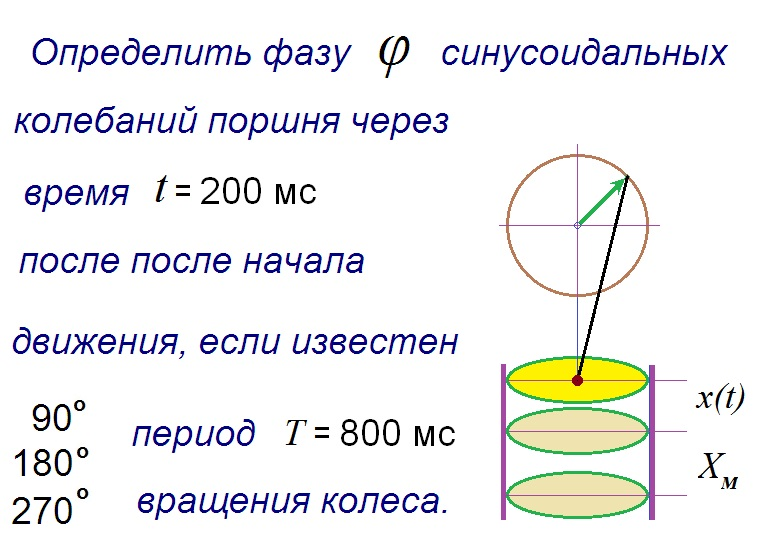 Определить фазу φ синусоидальных
колебаний поршня через
время t = 200 мс
после после начала
движения, если известен
90°
180°
270°
период T = 800 мс
вращения колеса.
x(t)
Xм